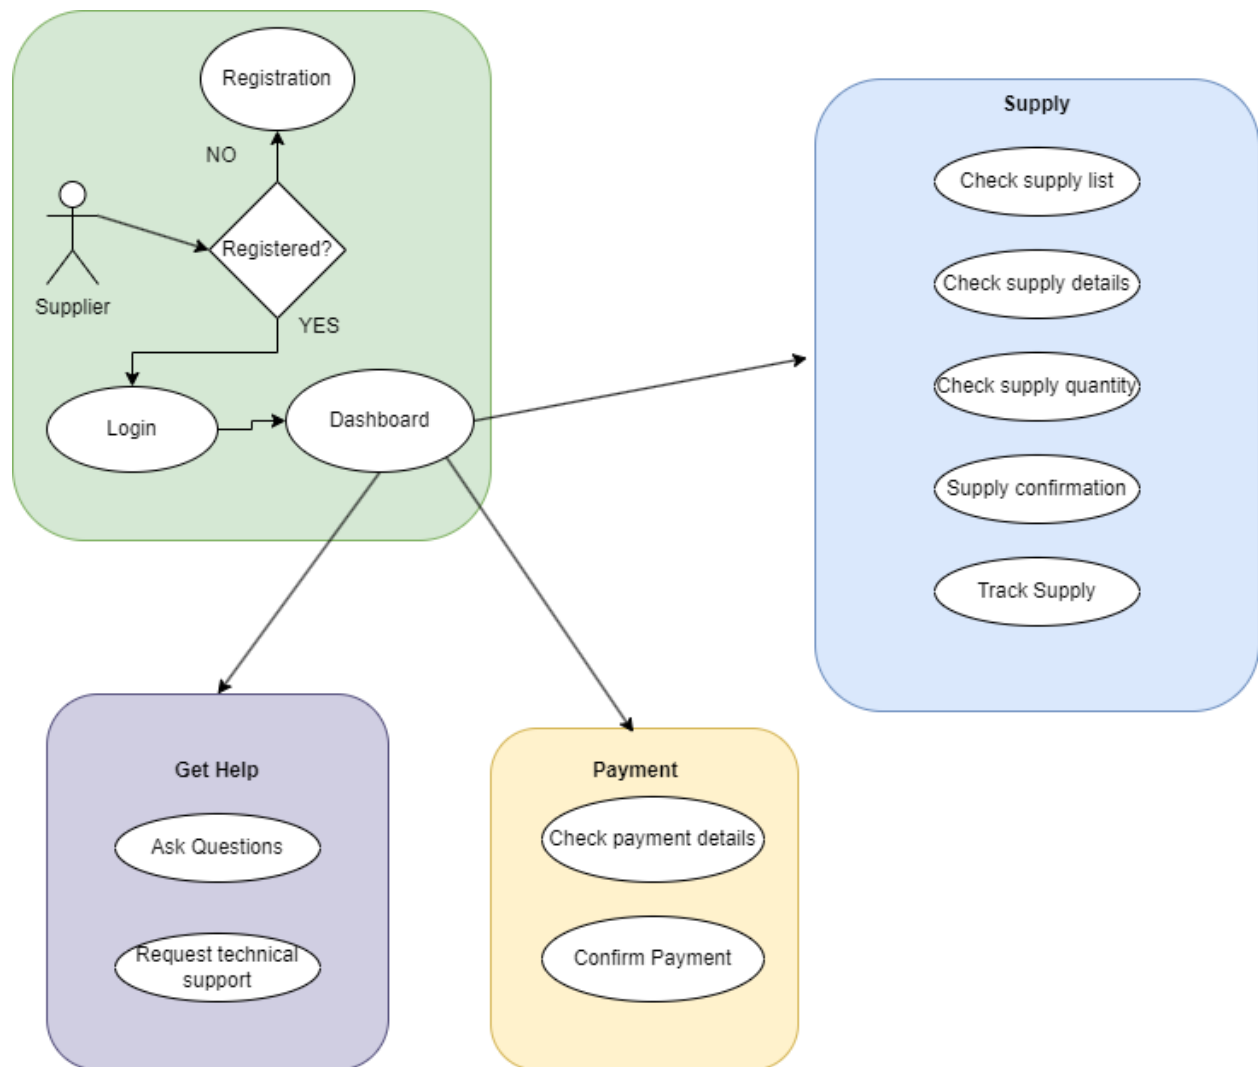 Registration
NO
Registered?
Supplier
YES
Login
Dashboard
Supply
Check supply list
Check supply details
Check supply quantity
Supply confirmation
Track Supply
Get Help
Ask Questions
Request technical
support
Payment
Check payment details
Confirm Payment